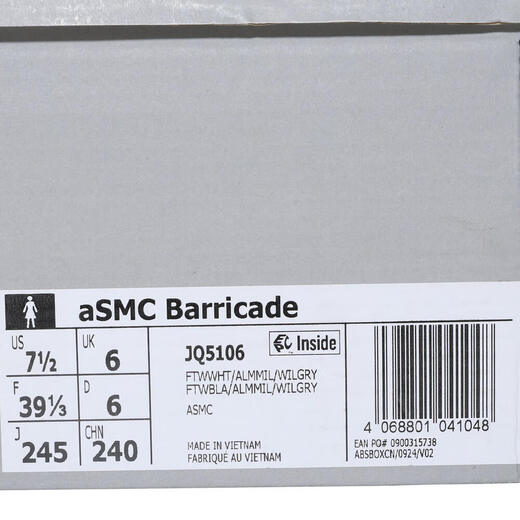 aSMC Barricade
US 7½ UK 6
F 39⅓ D 6
J 245 CHN 240
JQ5106 Inside
FTWWHT/ALMMIL/WILGRY
FTWBLA/ALMMIL/WILGRY
ASMC
MADE IN VIETNAM
FABRIQUÉ AU VIETNAM
4 068801 041048
EAN PO# 0900315738
ABSBOXCN/0924/V02